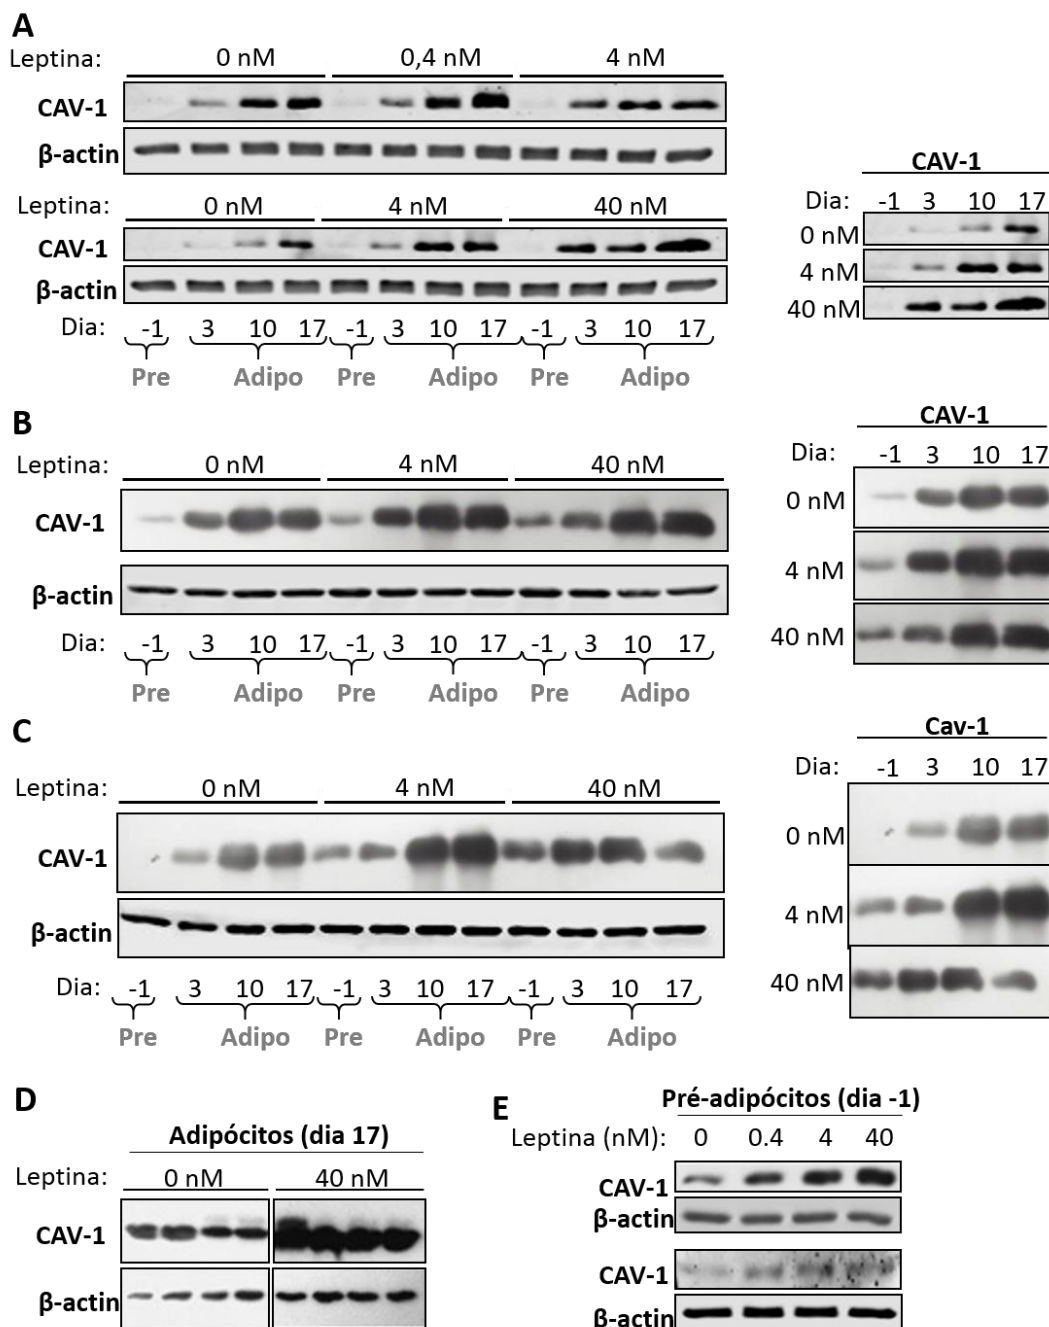 A
Leptina: 0 nM 0,4 nM 4 nM
CAV-1
β-actin
Leptina: 0 nM 4 nM 40 nM
CAV-1
β-actin
Dia: -1 3 10 17 -1 3 10 17 -1 3 10 17
Pre Adipo Pre Adipo Pre Adipo
CAV-1
Dia: -1 3 10 17
0 nM
4 nM
40 nM
B
Leptina: 0 nM 4 nM 40 nM
CAV-1
β-actin
Dia: -1 3 10 17 -1 3 10 17 -1 3 10 17
Pre Adipo Pre Adipo Pre Adipo
CAV-1
Dia: -1 3 10 17
0 nM
4 nM
40 nM
C
Leptina: 0 nM 4 nM 40 nM
CAV-1
β-actin
Dia: -1 3 10 17 -1 3 10 17 -1 3 10 17
Pre Adipo Pre Adipo Pre Adipo
Cav-1
Dia: -1 3 10 17
0 nM
4 nM
40 nM
D
Adipócitos (dia 17)
Leptina: 0 nM 40 nM
CAV-1
β-actin
E
Pré-adipócitos (dia -1)
Leptina (nM): 0 0.4 4 40
CAV-1
β-actin
CAV-1
β-actin